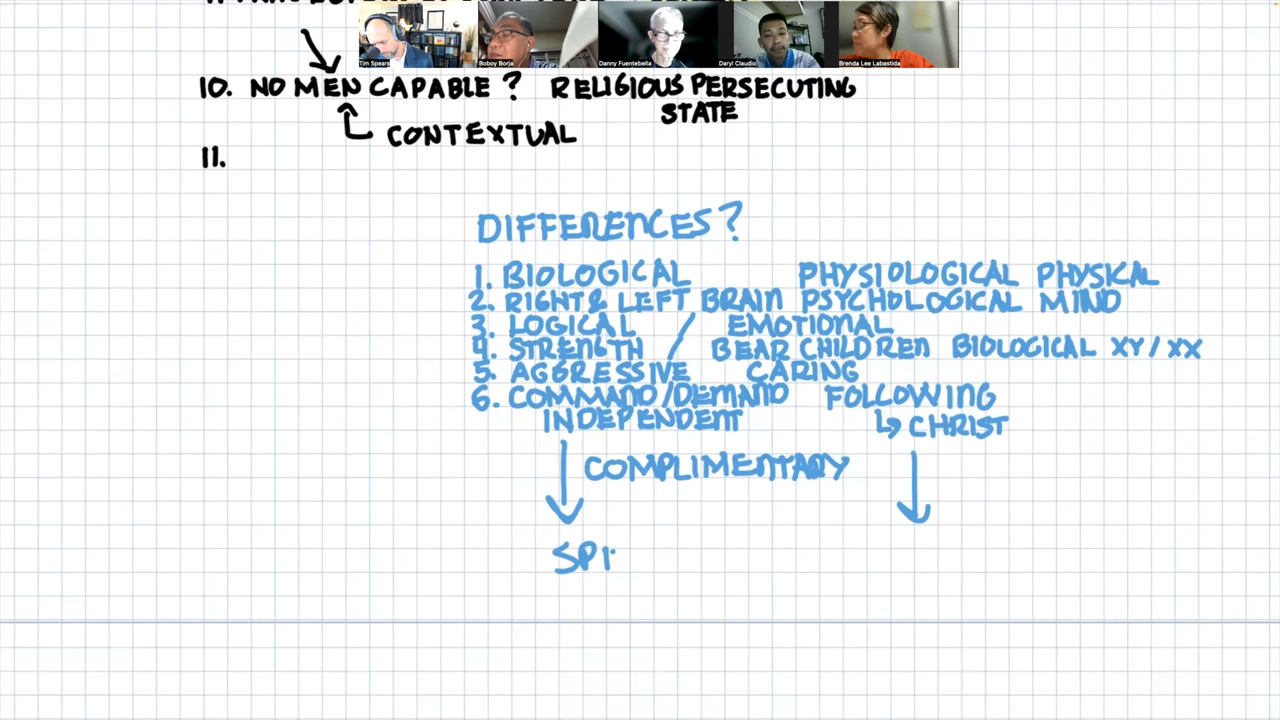 Tim Spears
Boboy Borja
Danny Fuentebella
Daryl Claudio
Brenda Lee Labastida
10. NO MEN CAPABLE? RELIGIOUS PERSECUTING
STATE
CONTEXTUAL
11.
DIFFERENCES?
1. BIOLOGICAL PHYSIOLOGICAL PHYSICAL
2. RIGHT & LEFT BRAIN PSYCHOLOGICAL MIND
3. LOGICAL / EMOTIONAL
4. STRENGTH BEAR CHILDREN BIOLOGICAL XY/XX
5. AGGRESSIVE CARING
6. COMMAND/DEMAND FOLLOWING
INDEPENDENT CHRIST
COMPLIMENTARY
SPI